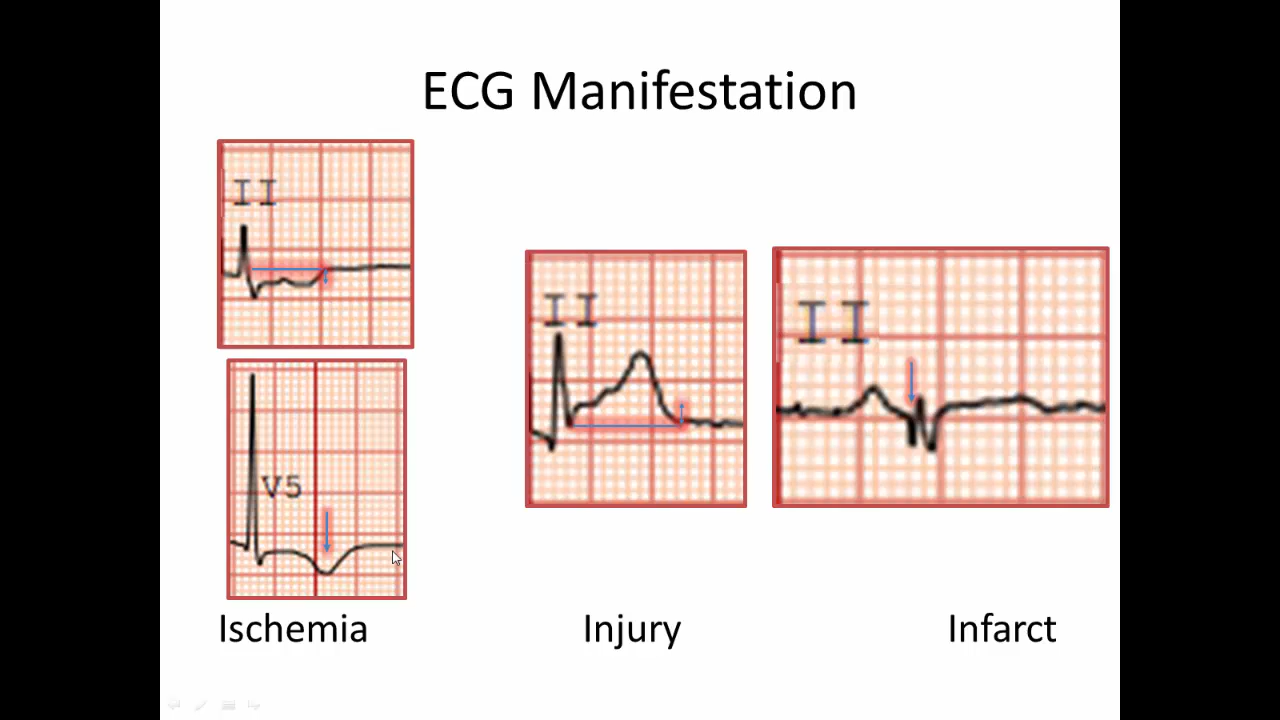 ECG Manifestation
II
V5
II
II
Ischemia
Injury
Infarct